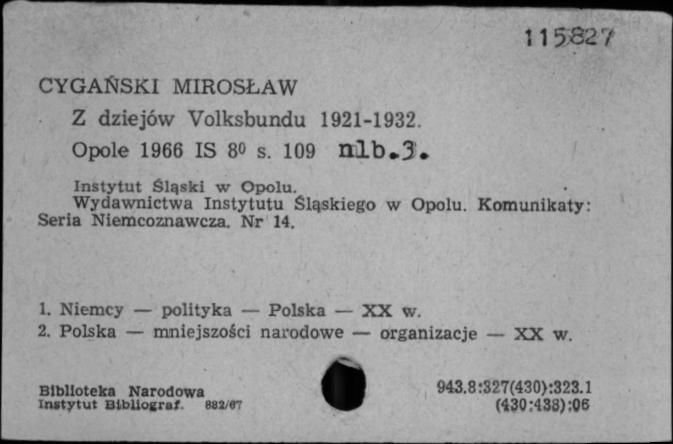 115827
CYGAŃSKI MIROSŁAW
Z dziejów Volksbundu 1921-1932.
Opole 1966 IS 8⁰ s. 109 nlb.3.
Instytut Śląski w Opolu.
Wydawnictwa Instytutu Śląskiego w Opolu. Komunikaty:
Seria Niemcoznawcza. Nr 14.
1. Niemcy — polityka — Polska — XX w.
2. Polska — mniejszości narodowe — organizacje — XX w.
Biblioteka Narodowa 943.8:327(430):323.1
Instytut Bibliograf. 882/67 (430:438):06